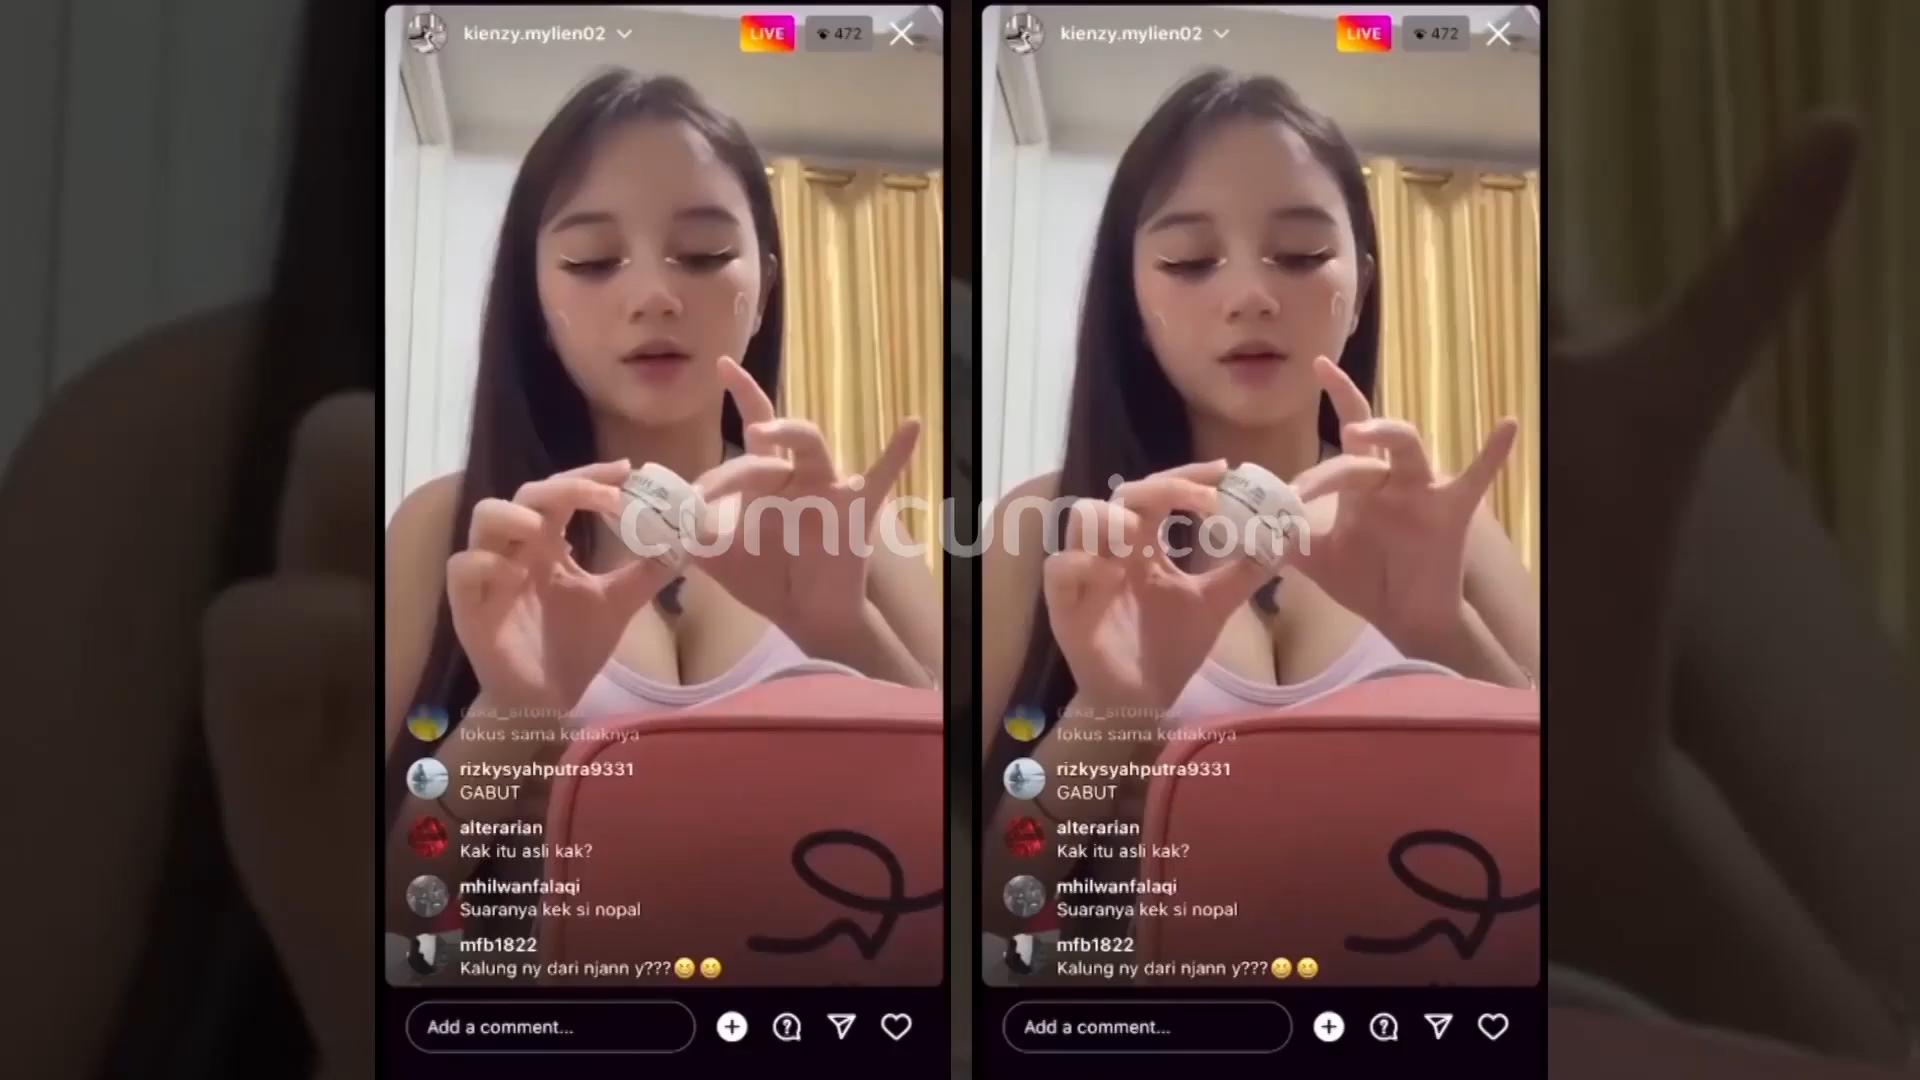 kienzy.mylien02
LIVE
472
fokus sama ketiaknya
rizkysyahputra9331
GABUT
alterarian
Kak itu asli kak?
mhilwanfalaqi
Suaranya kek si nopal
mfb1822
Kalung ny dari njann y???😆😆
Add a comment...
kienzy.mylien02
LIVE
472
fokus sama ketiaknya
rizkysyahputra9331
GABUT
alterarian
Kak itu asli kak?
mhilwanfalaqi
Suaranya kek si nopal
mfb1822
Kalung ny dari njann y???😆😆
Add a comment...
cumicumi.com